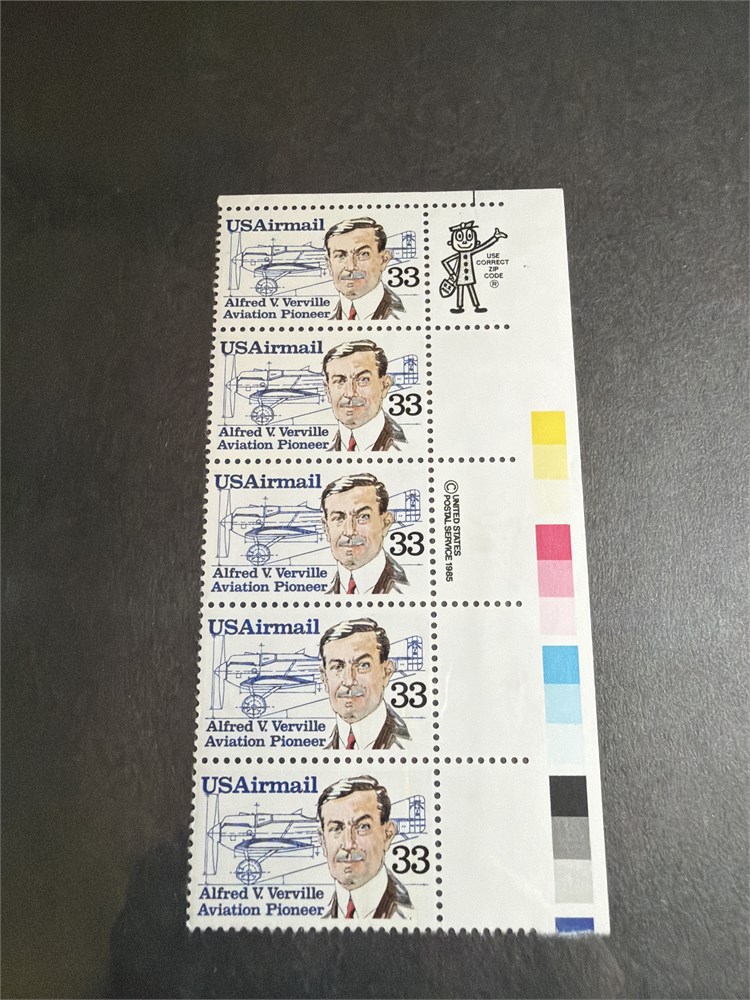 USAirmail
33
Alfred V. Verville
Aviation Pioneer
USE
CORRECT
ZIP
CODE
®
USAirmail
33
Alfred V. Verville
Aviation Pioneer
USAirmail
33
Alfred V. Verville
Aviation Pioneer
© UNITED STATES
POSTAL SERVICE 1985
USAirmail
33
Alfred V. Verville
Aviation Pioneer
USAirmail
33
Alfred V. Verville
Aviation Pioneer